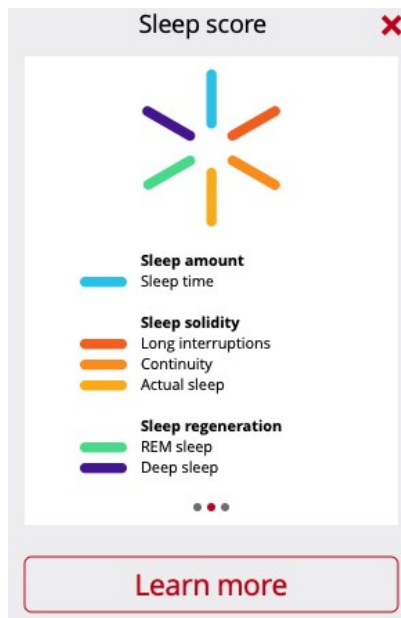 Sleep score
Sleep amount
Sleep time
Sleep solidity
Long interruptions
Continuity
Actual sleep
Sleep regeneration
REM sleep
Deep sleep
Learn more